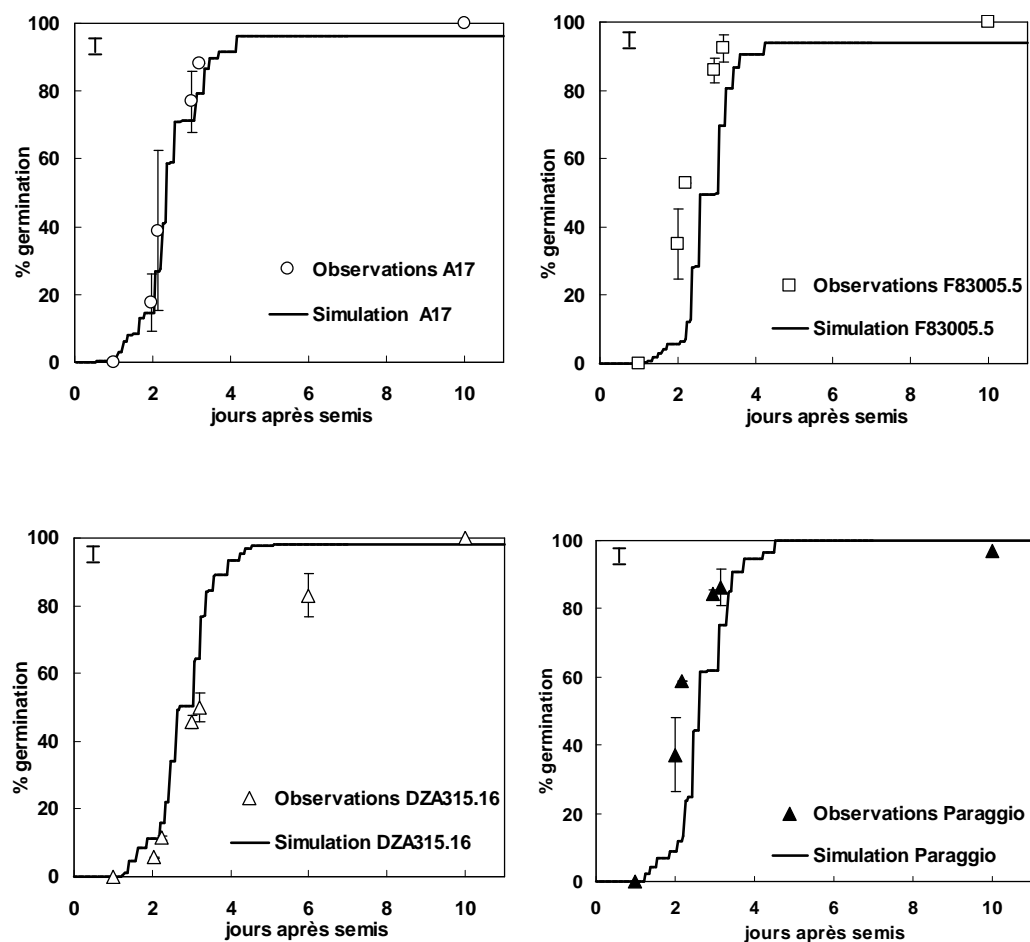 100
80
60
40
20
0
% germination
Observations A17
Simulation A17
0 2 4 6 8 10
jours après semis
100
80
60
40
20
0
% germination
Observations F83005.5
Simulation F83005.5
0 2 4 6 8 10
jours après semis
100
80
60
40
20
0
% germination
Observations DZA315.16
Simulation DZA315.16
0 2 4 6 8 10
jours après semis
100
80
60
40
20
0
% germination
Observations Paraggio
Simulation Paraggio
0 2 4 6 8 10
jours après semis